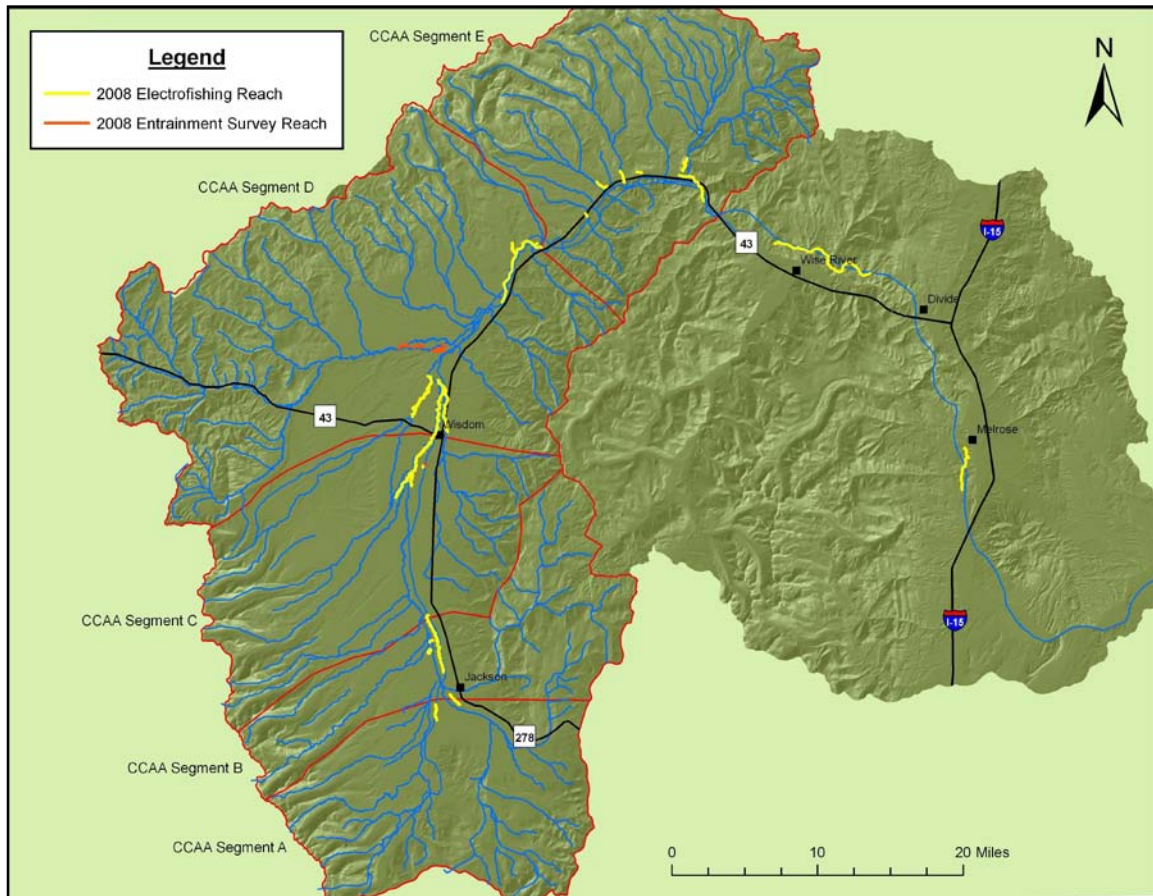 Legend
2008 Electrofishing Reach
2008 Entrainment Survey Reach
CCAA Segment E
N
CCAA Segment D
I-15
43
Wise River
Divide
43
Wisdom
Melrose
CCAA Segment C
I-15
Jackson
278
CCAA Segment B
CCAA Segment A
0 10 20 Miles